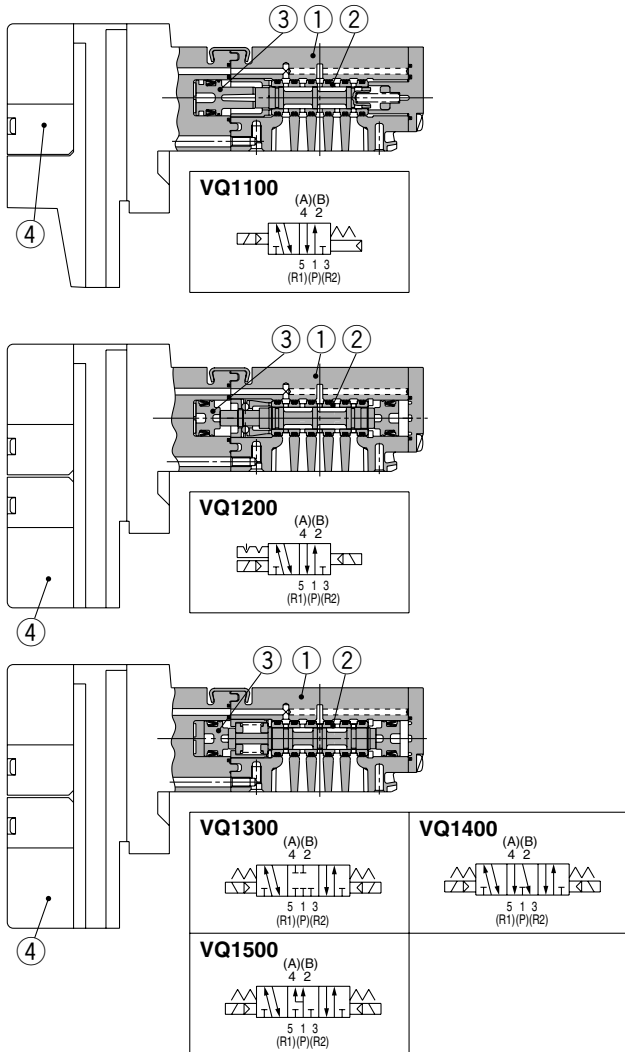 3 1 2
4
VQ1100
(A)(B)
4 2
5 1 3
(R1)(P)(R2)
3 1 2
VQ1200
(A)(B)
4 2
5 1 3
(R1)(P)(R2)
4
3 1 2
VQ1300
(A)(B)
4 2
5 1 3
(R1)(P)(R2)
VQ1400
(A)(B)
4 2
5 1 3
(R1)(P)(R2)
4
VQ1500
(A)(B)
4 2
5 1 3
(R1)(P)(R2)